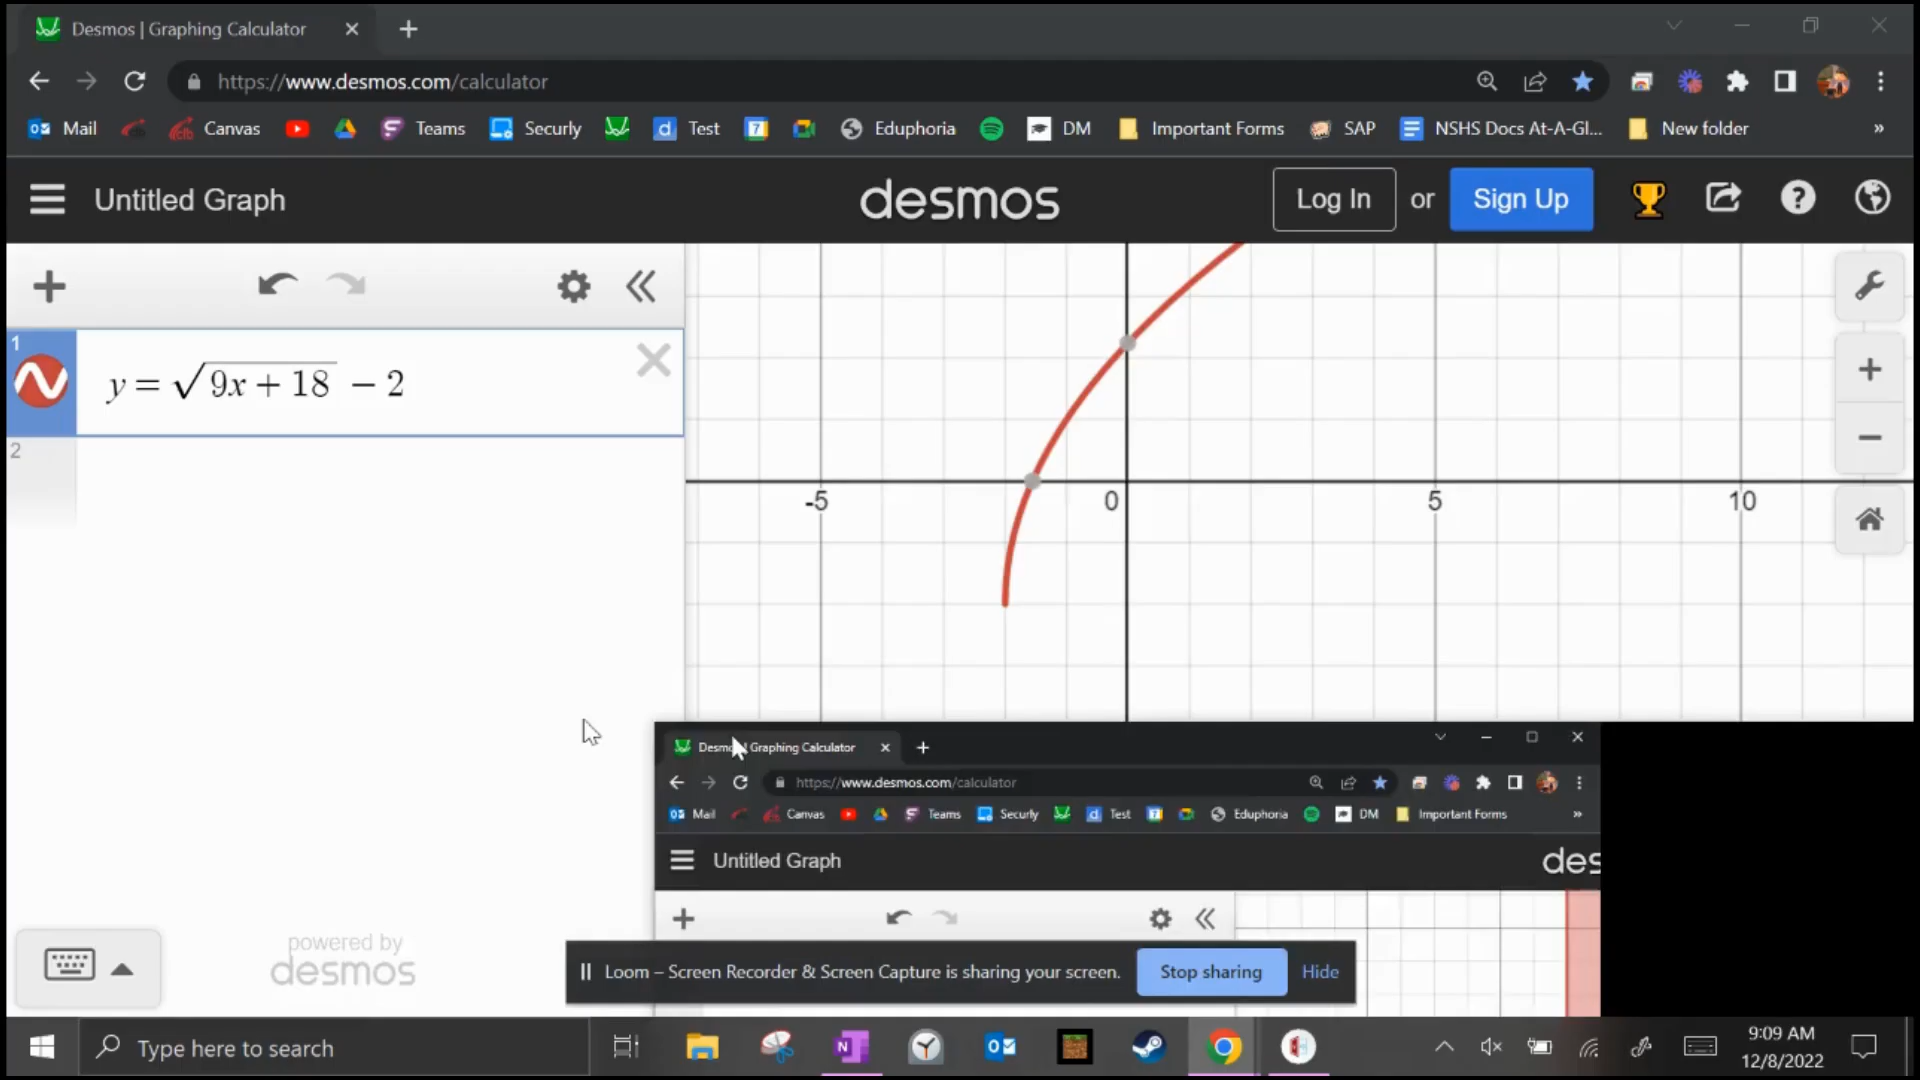 Desmos | Graphing Calculator
https://www.desmos.com/calculator
Mail Canvas Teams Securly Test 7 Eduphoria DM Important Forms SAP NSHS Docs At-A-Gl... New folder »
Untitled Graph desmos Log In or Sign Up
1
y = √9x + 18 − 2
2
-5 0 5 10
Graphing Calculator
https://www.desmos.com/calculator
Mail Canvas Teams Securly Test Eduphoria DM Important Forms »
Untitled Graph des
powered by
desmos
Loom – Screen Recorder & Screen Capture is sharing your screen. Stop sharing Hide
Type here to search
9:09 AM
12/8/2022